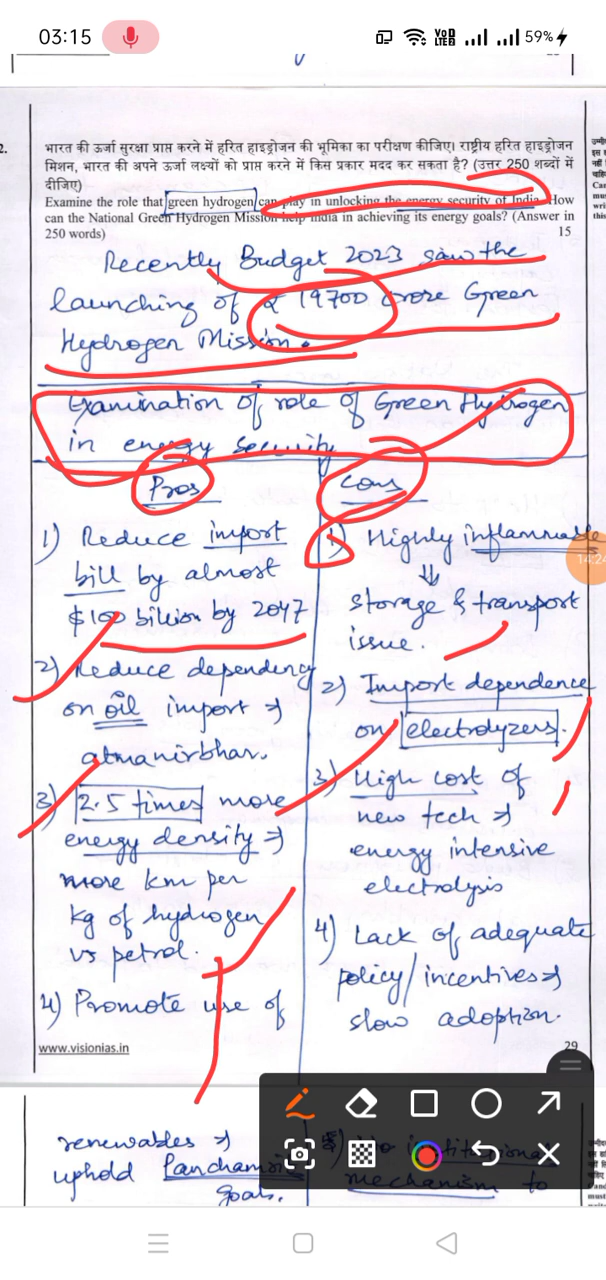 03:15
VoD
LTE2
59%
2.
भारत की ऊर्जा सुरक्षा प्राप्त करने में हरित हाइड्रोजन की भूमिका का परीक्षण कीजिए। राष्ट्रीय हरित हाइड्रोजन
मिशन, भारत की अपने ऊर्जा लक्ष्यों को प्राप्त करने में किस प्रकार मदद कर सकता है? (उत्तर 250 शब्दों में
दीजिए)
Examine the role that green hydrogen can play in unlocking the energy security of India. How
can the National Green Hydrogen Mission help India in achieving its energy goals? (Answer in
250 words) 15
Recently Budget 2023 saw the
launching of ₹ 19700 crore Green
Hydrogen Mission.
Examination of role of Green Hydrogen
in energy security
Pros
1) Reduce import
bill by almost
$100 billion by 2047
2) Reduce dependency
on oil import →
atmanirbhar.
3) 2.5 times more
energy density →
more km per
kg of hydrogen
vs petrol.
4) Promote use of
Cons
1) Highly inflammable
⇓
storage & transport
issue.
2) Import dependence
on electrolyzers.
3) High cost of
new tech →
energy intensive
electrolysis
4) Lack of adequate
policy/incentives →
slow adoption.
14:24
www.visionias.in
29
renewables →
uphold Panchamrit
goals.
institutional
mechanism to